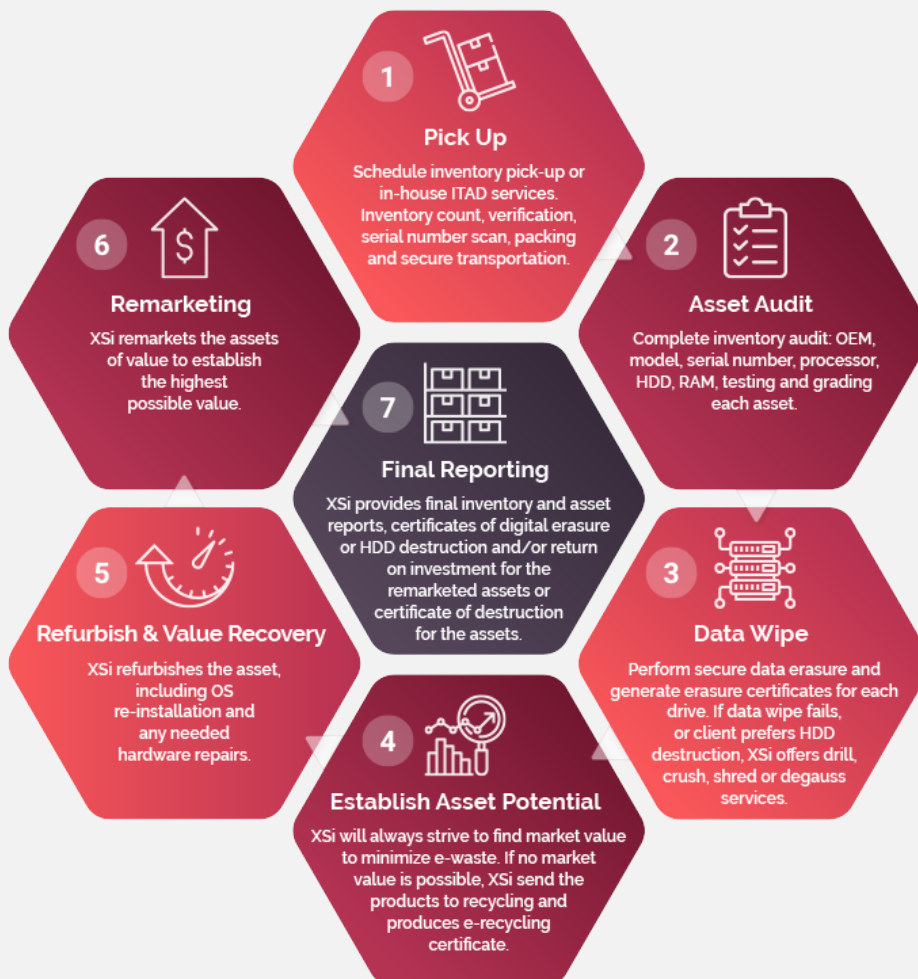 1
Pick Up
Schedule inventory pick-up or
in-house ITAD services.
Inventory count, verification,
serial number scan, packing
and secure transportation.
2
Asset Audit
Complete inventory audit: OEM,
model, serial number, processor,
HDD, RAM, testing and grading
each asset.
3
Data Wipe
Perform secure data erasure and
generate erasure certificates for each
drive. If data wipe fails,
or client prefers HDD
destruction, XSi offers drill,
crush, shred or degauss
services.
4
Establish Asset Potential
XSi will always strive to find market value
to minimize e-waste. If no market
value is possible, XSi send the
products to recycling and
produces e-recycling
certificate.
5
Refurbish & Value Recovery
XSi refurbishes the asset,
including OS
re-installation and
any needed
hardware repairs.
6
$
Remarketing
XSi remarkets the assets
of value to establish
the highest
possible value.
7
Final Reporting
XSi provides final inventory and asset
reports, certificates of digital erasure
or HDD destruction and/or return
on investment for the
remarketed assets or
certificate of destruction
for the assets.